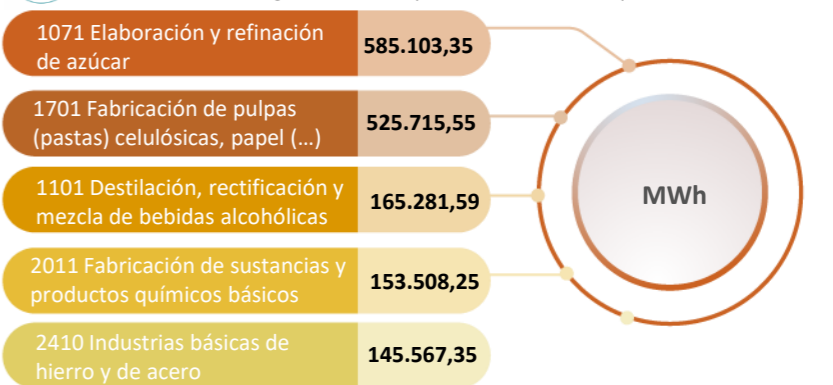 1071 Elaboración y refinación
de azúcar
585.103,35
1701 Fabricación de pulpas
(pastas) celulósicas, papel (…)
525.715,55
1101 Destilación, rectificación y
mezcla de bebidas alcohólicas
165.281,59
2011 Fabricación de sustancias y
productos químicos básicos
153.508,25
2410 Industrias básicas de
hierro y de acero
145.567,35
MWh